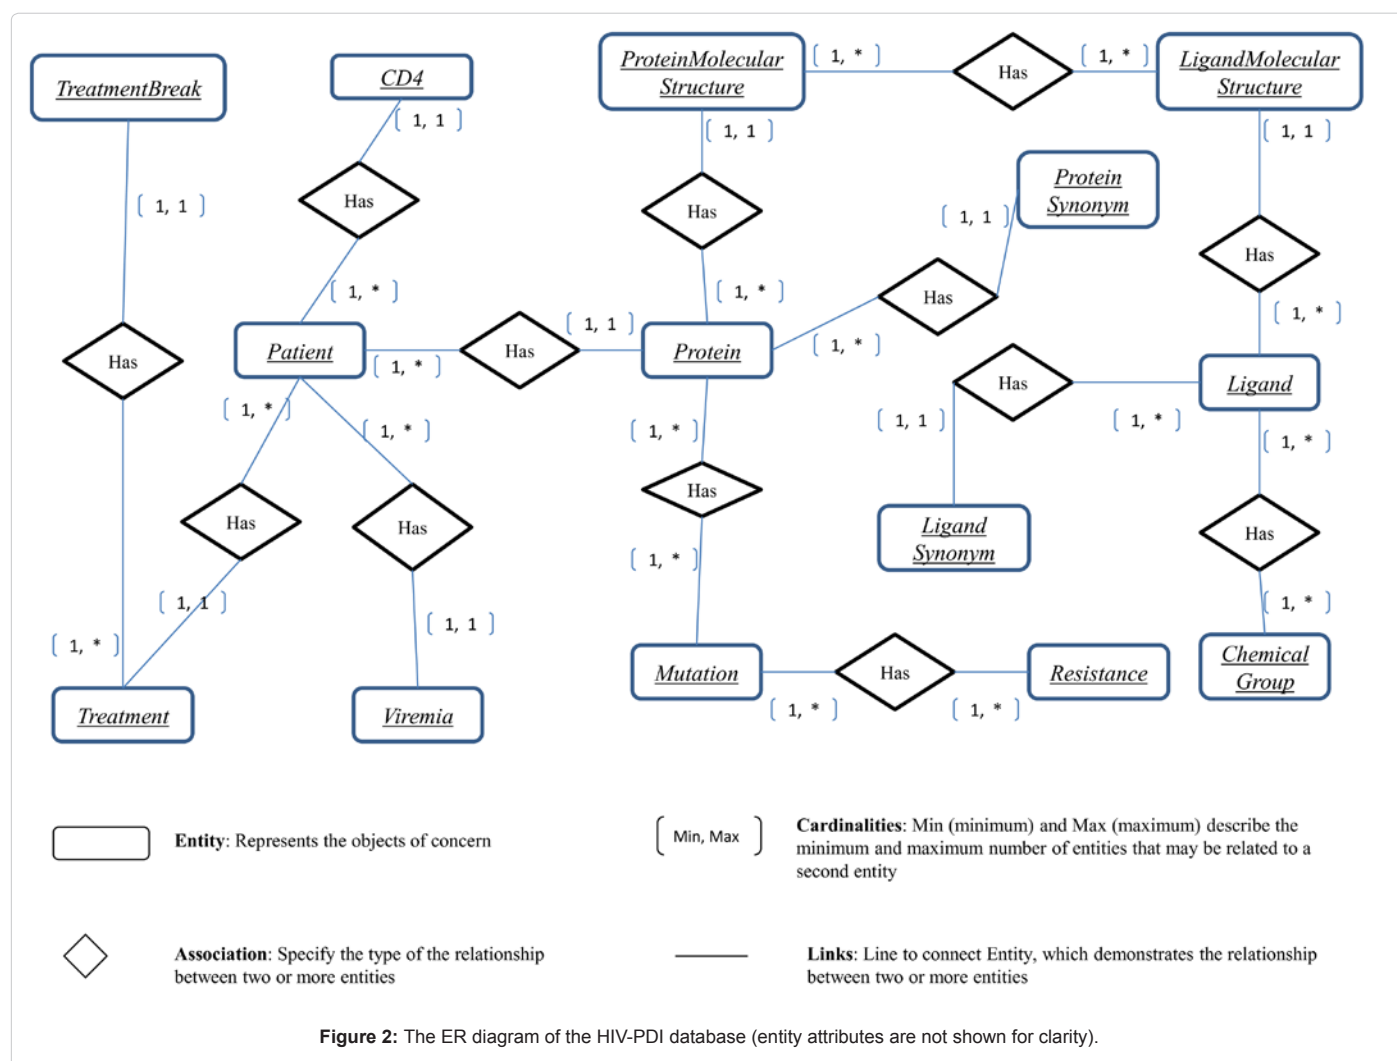 TreatmentBreak
CD4
ProteinMolecular
Structure
( 1, * )
Has
( 1, * )
LigandMolecular
Structure
( 1, 1 )
( 1, 1 )
( 1, 1 )
Protein
Synonym
( 1, 1 )
Has
Has
( 1, 1 )
Has
( 1, * )
( 1, * )
Has
( 1, * )
Has
Patient
( 1, * )
Has
( 1, 1 )
Protein
( 1, * )
Has
Has
Ligand
( 1, * )
( 1, * )
( 1, * )
( 1, 1 )
( 1, * )
( 1, * )
Has
Has
Has
Ligand
Synonym
Has
( 1, 1 )
( 1, 1 )
( 1, * )
( 1, * )
( 1, * )
Treatment
Viremia
Mutation
( 1, * )
Has
( 1, * )
Resistance
Chemical
Group
Entity: Represents the objects of concern
( Min, Max )
Cardinalities: Min (minimum) and Max (maximum) describe the
minimum and maximum number of entities that may be related to a
second entity
Association: Specify the type of the relationship
between two or more entities
Links: Line to connect Entity, which demonstrates the relationship
between two or more entities
Figure 2: The ER diagram of the HIV-PDI database (entity attributes are not shown for clarity).